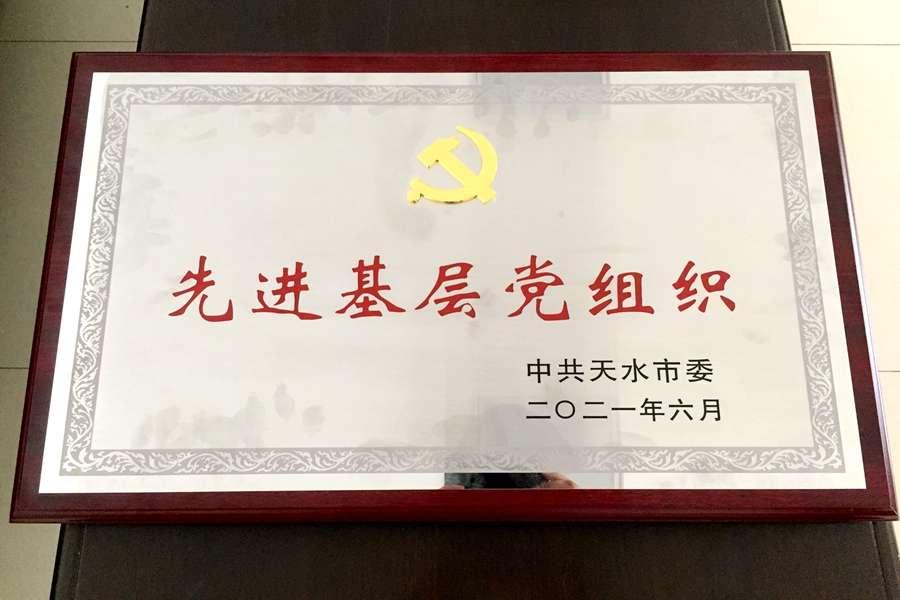 先进基层党组织
中共天水市委
二〇二一年六月